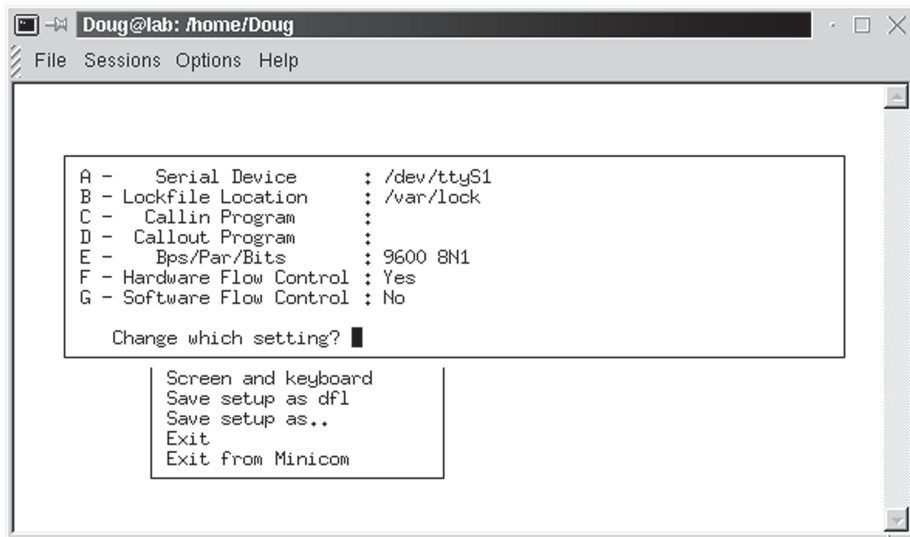 Doug@lab: /home/Doug
File Sessions Options Help
A - Serial Device : /dev/ttyS1
B - Lockfile Location : /var/lock
C - Callin Program :
D - Callout Program :
E - Bps/Par/Bits : 9600 8N1
F - Hardware Flow Control : Yes
G - Software Flow Control : No
Change which setting?
Screen and keyboard
Save setup as dfl
Save setup as..
Exit
Exit from Minicom